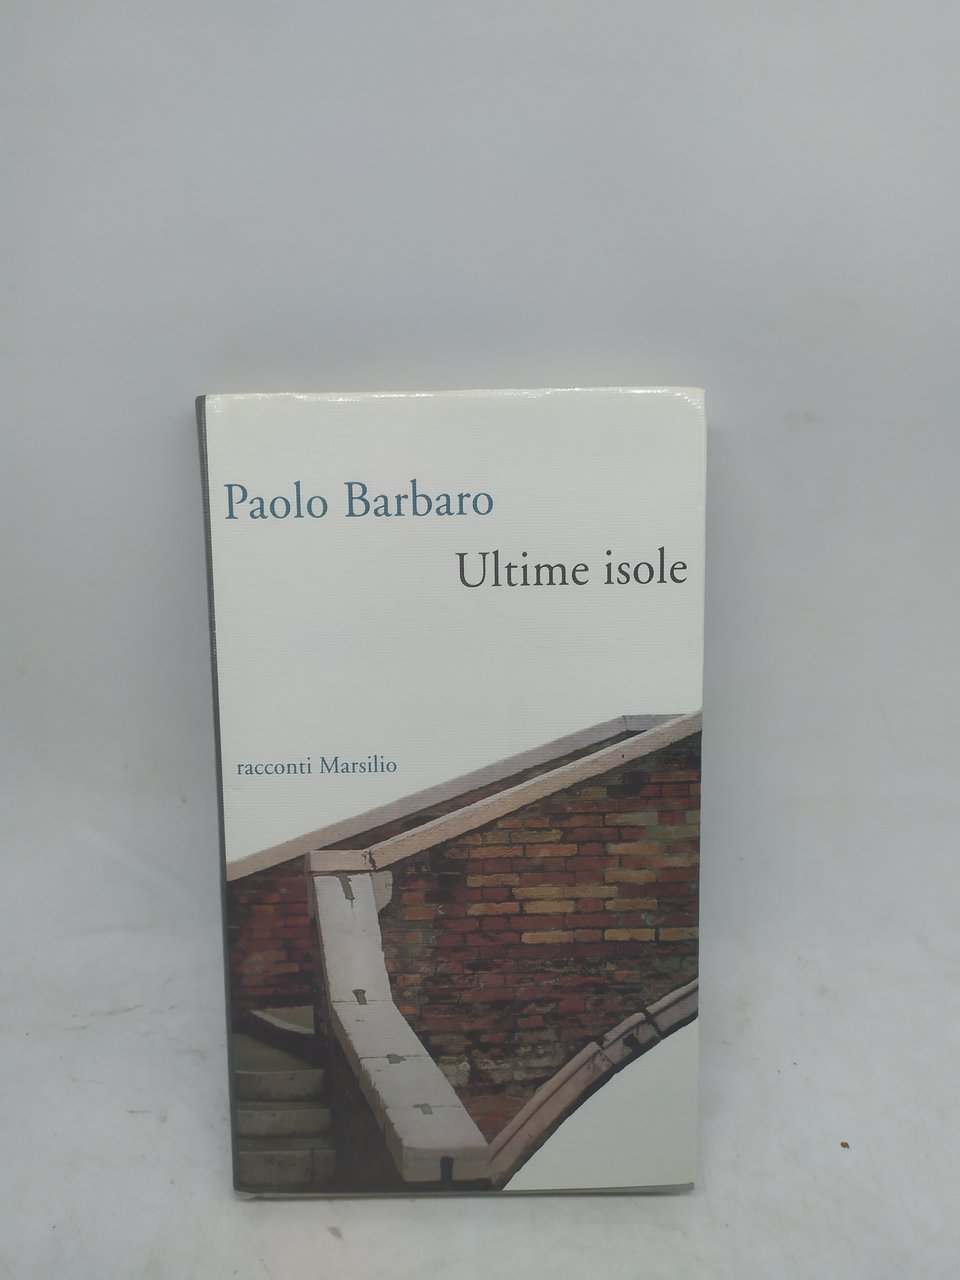 Paolo Barbaro
Ultime isole
racconti Marsilio